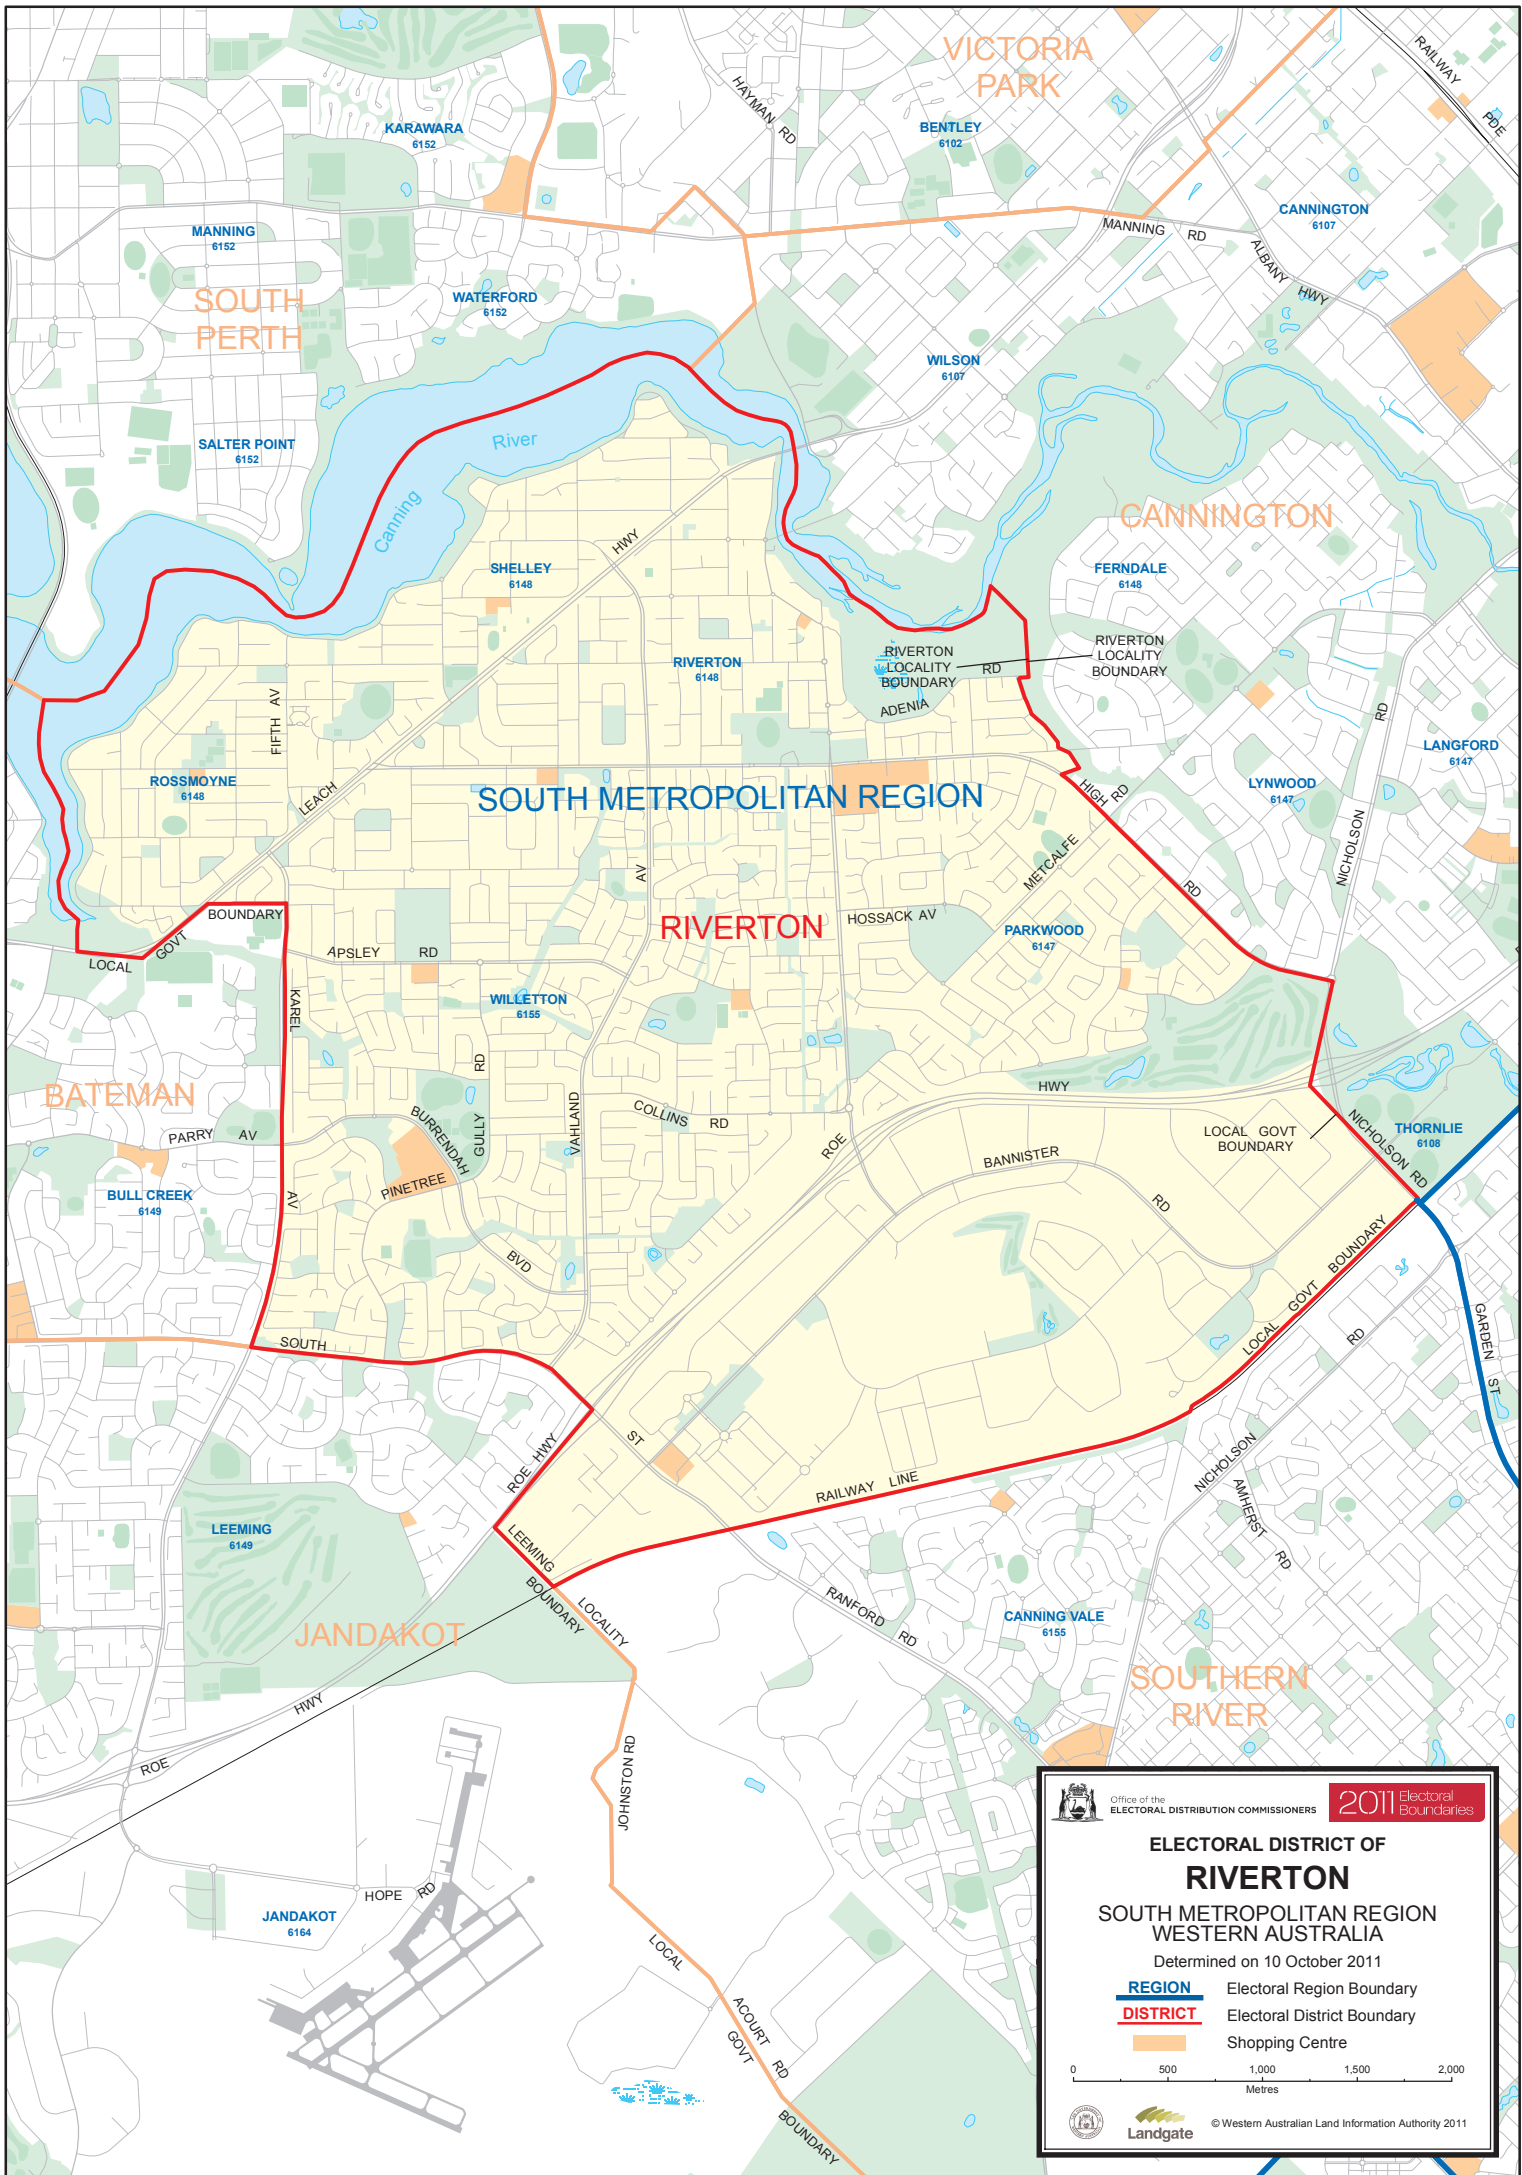 VICTORIA
PARK
RAILWAY
PDE
HAYMAN RD
KARAWARA
6152
BENTLEY
6102
CANNINGTON
6107
MANNING
6152
MANNING RD
ALBANY HWY
SOUTH
PERTH
WATERFORD
6152
WILSON
6107
SALTER POINT
6152
River
Canning
CANNINGTON
HWY
SHELLEY
6148
FERNDALE
6148
RIVERTON
LOCALITY
BOUNDARY
RIVERTON
LOCALITY
BOUNDARY
RD
ADENIA
RIVERTON
6148
FIFTH AV
RD
LANGFORD
6147
ROSSMOYNE
6148
LEACH
SOUTH METROPOLITAN REGION
HIGH RD
LYNWOOD
6147
NICHOLSON
AV
METCALFE
RD
BOUNDARY
GOVT
LOCAL
RIVERTON
HOSSACK AV
PARKWOOD
6147
APSLEY RD
KAREL
WILLETTON
6155
RD
BATEMAN
HWY
PARRY AV
BURRENDAH
GULLY
VAHLAND
COLLINS RD
ROE
LOCAL GOVT
BOUNDARY
NICHOLSON RD
THORNLIE
6108
BANNISTER
RD
PINETREE
BULL CREEK
6149
AV
BVD
LOCAL GOVT BOUNDARY
GARDEN ST
RD
SOUTH
ST
ROE HWY
RAILWAY LINE
NICHOLSON
AMHERST RD
LEEMING
6149
LEEMING
BOUNDARY
LOCALITY
JANDAKOT
RANFORD RD
CANNING VALE
6155
SOUTHERN
RIVER
HWY
ROE
JOHNSTON RD
HOPE RD
JANDAKOT
6164
LOCAL
GOVT
ACOURT RD
BOUNDARY
Office of the
ELECTORAL DISTRIBUTION COMMISSIONERS
2011 Electoral
Boundaries
ELECTORAL DISTRICT OF
RIVERTON
SOUTH METROPOLITAN REGION
WESTERN AUSTRALIA
Determined on 10 October 2011
REGION Electoral Region Boundary
DISTRICT Electoral District Boundary
Shopping Centre
0 500 1,000 1,500 2,000
Metres
Landgate
© Western Australian Land Information Authority 2011